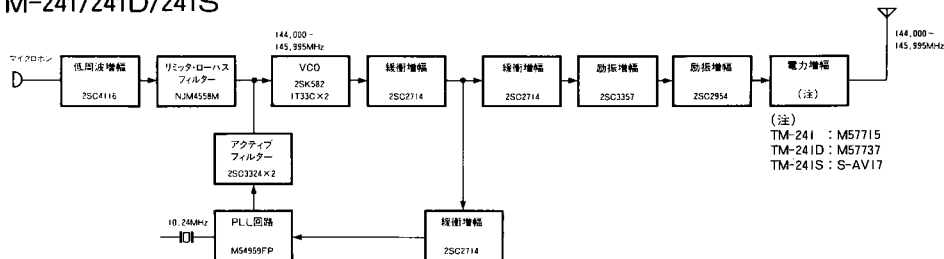 M-241/241D/241S
マイクロホン
低周波増幅
2SC4116
リミッタ・ローパス
フィルター
NJM4558M
144,000～
145,995MHz
VCO
2SK582
1T33C×2
緩衝増幅
2SC2714
緩衝増幅
2SC2714
励振増幅
2SC3357
励振増幅
2SC2954
電力増幅
(注)
144,000～
145,995MHz
(注)
TM-241 : M57715
TM-241D : M57737
TM-241S : S-AV17
アクティブ
フィルター
2SC3324×2
10.24MHz
PLL回路
M54959FP
緩衝増幅
2SC2714